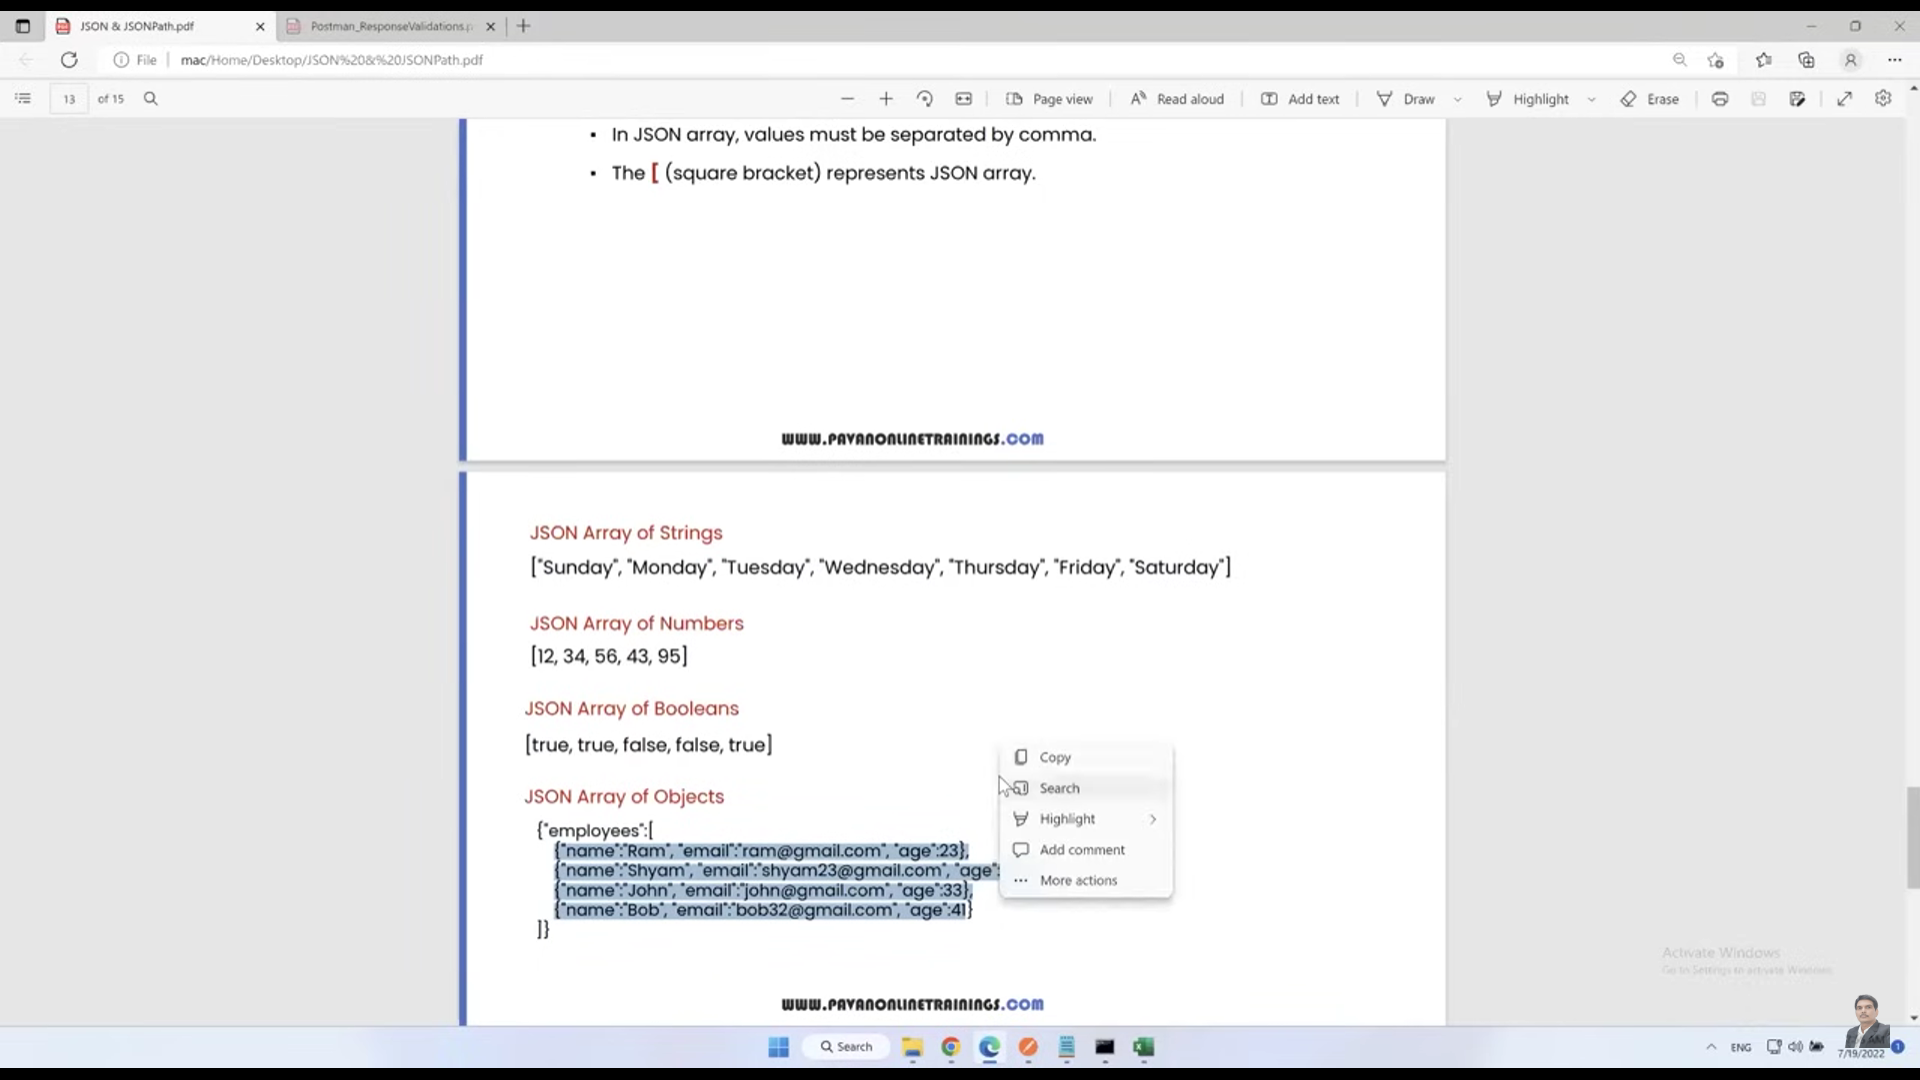 JSON & JSONPath.pdf
Postman_ResponseValidations.p
File
mac/Home/Desktop/JSON%20&%20JSONPath.pdf
13 of 15
Page view
Read aloud
Add text
Draw
Highlight
Erase
• In JSON array, values must be separated by comma.
• The [ (square bracket) represents JSON array.
WWW.PAVANONLINETRAININGS.COM
JSON Array of Strings
["Sunday", "Monday", "Tuesday", "Wednesday", "Thursday", "Friday", "Saturday"]
JSON Array of Numbers
[12, 34, 56, 43, 95]
JSON Array of Booleans
[true, true, false, false, true]
JSON Array of Objects
{"employees":[
{"name":"Ram", "email":"ram@gmail.com", "age":23},
{"name":"Shyam", "email":"shyam23@gmail.com", "age":
{"name":"John", "email":"john@gmail.com", "age":33},
{"name":"Bob", "email":"bob32@gmail.com", "age":41}
]}
Copy
Search
Highlight
Add comment
More actions
WWW.PAVANONLINETRAININGS.COM
Activate Windows
Go to Settings to activate Windows.
Search
ENG
7/19/2022
1